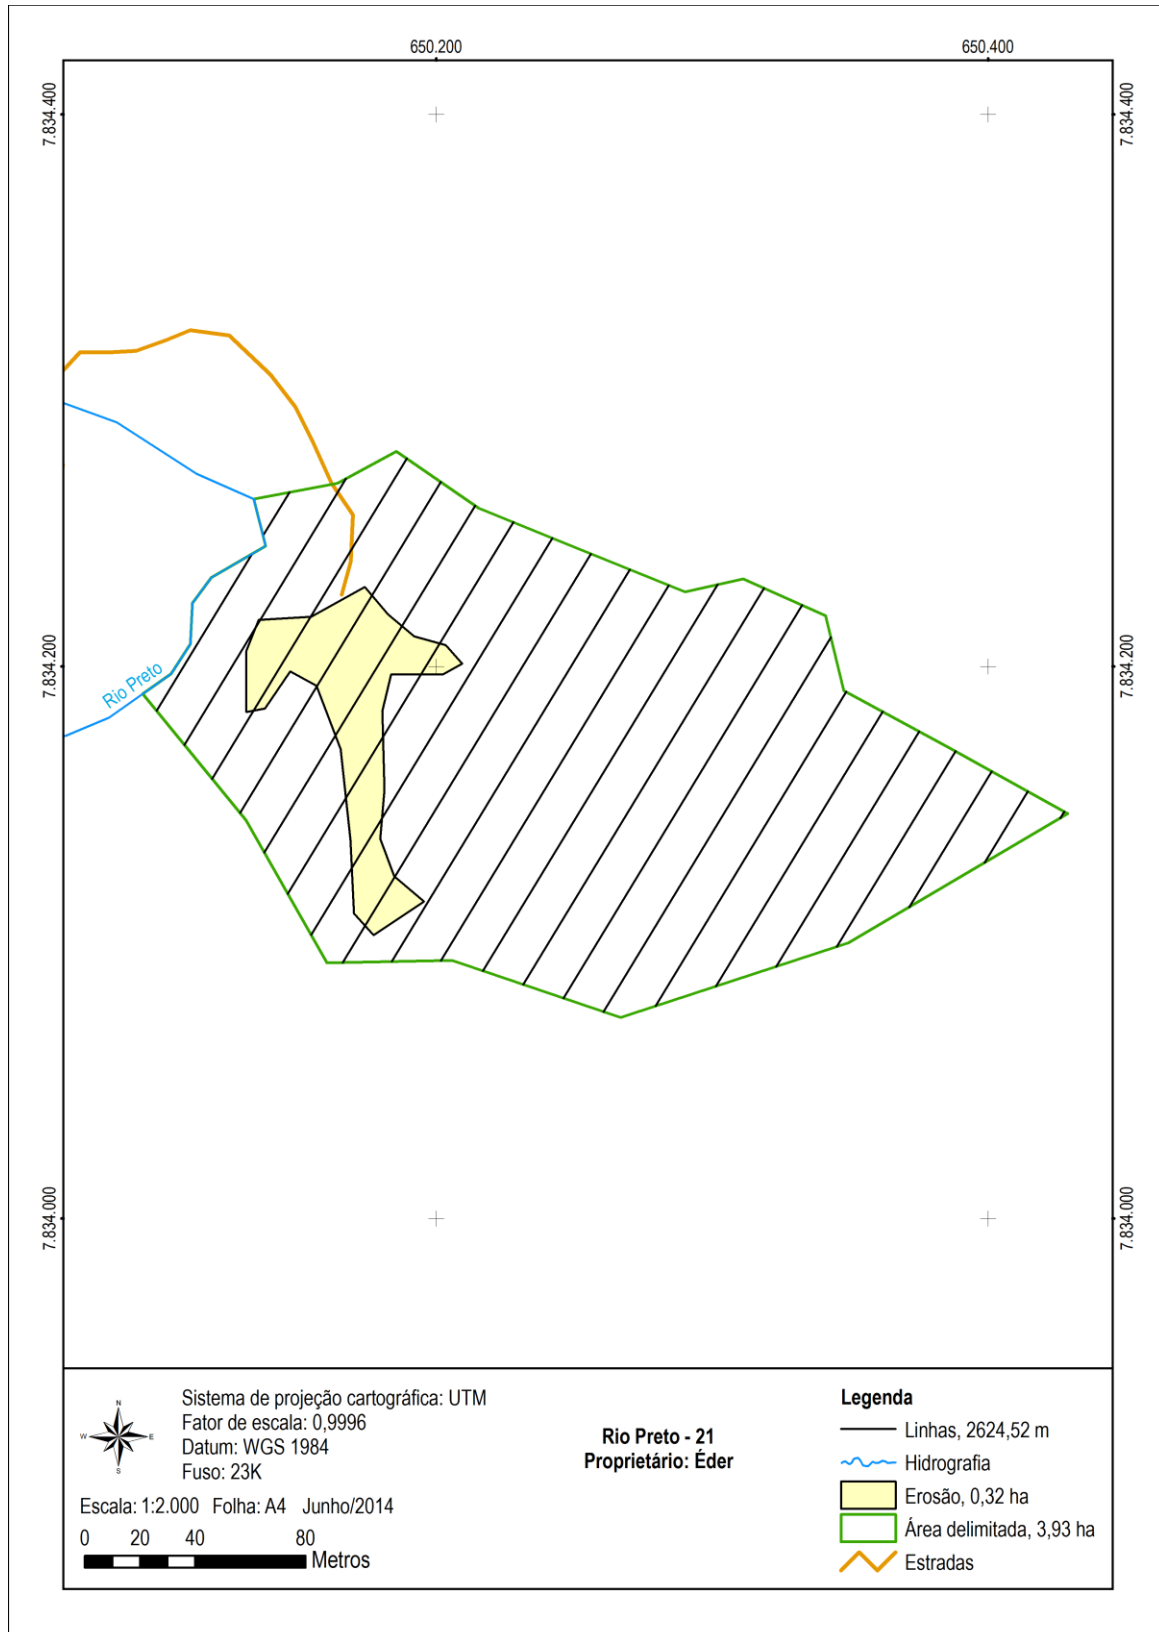 650.200
650.400
7.834.400
7.834.400
7.834.200
7.834.200
Rio Preto
7.834.000
7.834.000
N
W
E
S
Sistema de projeção cartográfica: UTM
Fator de escala: 0,9996
Datum: WGS 1984
Fuso: 23K
Escala: 1:2.000 Folha: A4 Junho/2014
0 20 40 80
Metros
Rio Preto - 21
Proprietário: Éder
Legenda
Linhas, 2624,52 m
Hidrografia
Erosão, 0,32 ha
Área delimitada, 3,93 ha
Estradas